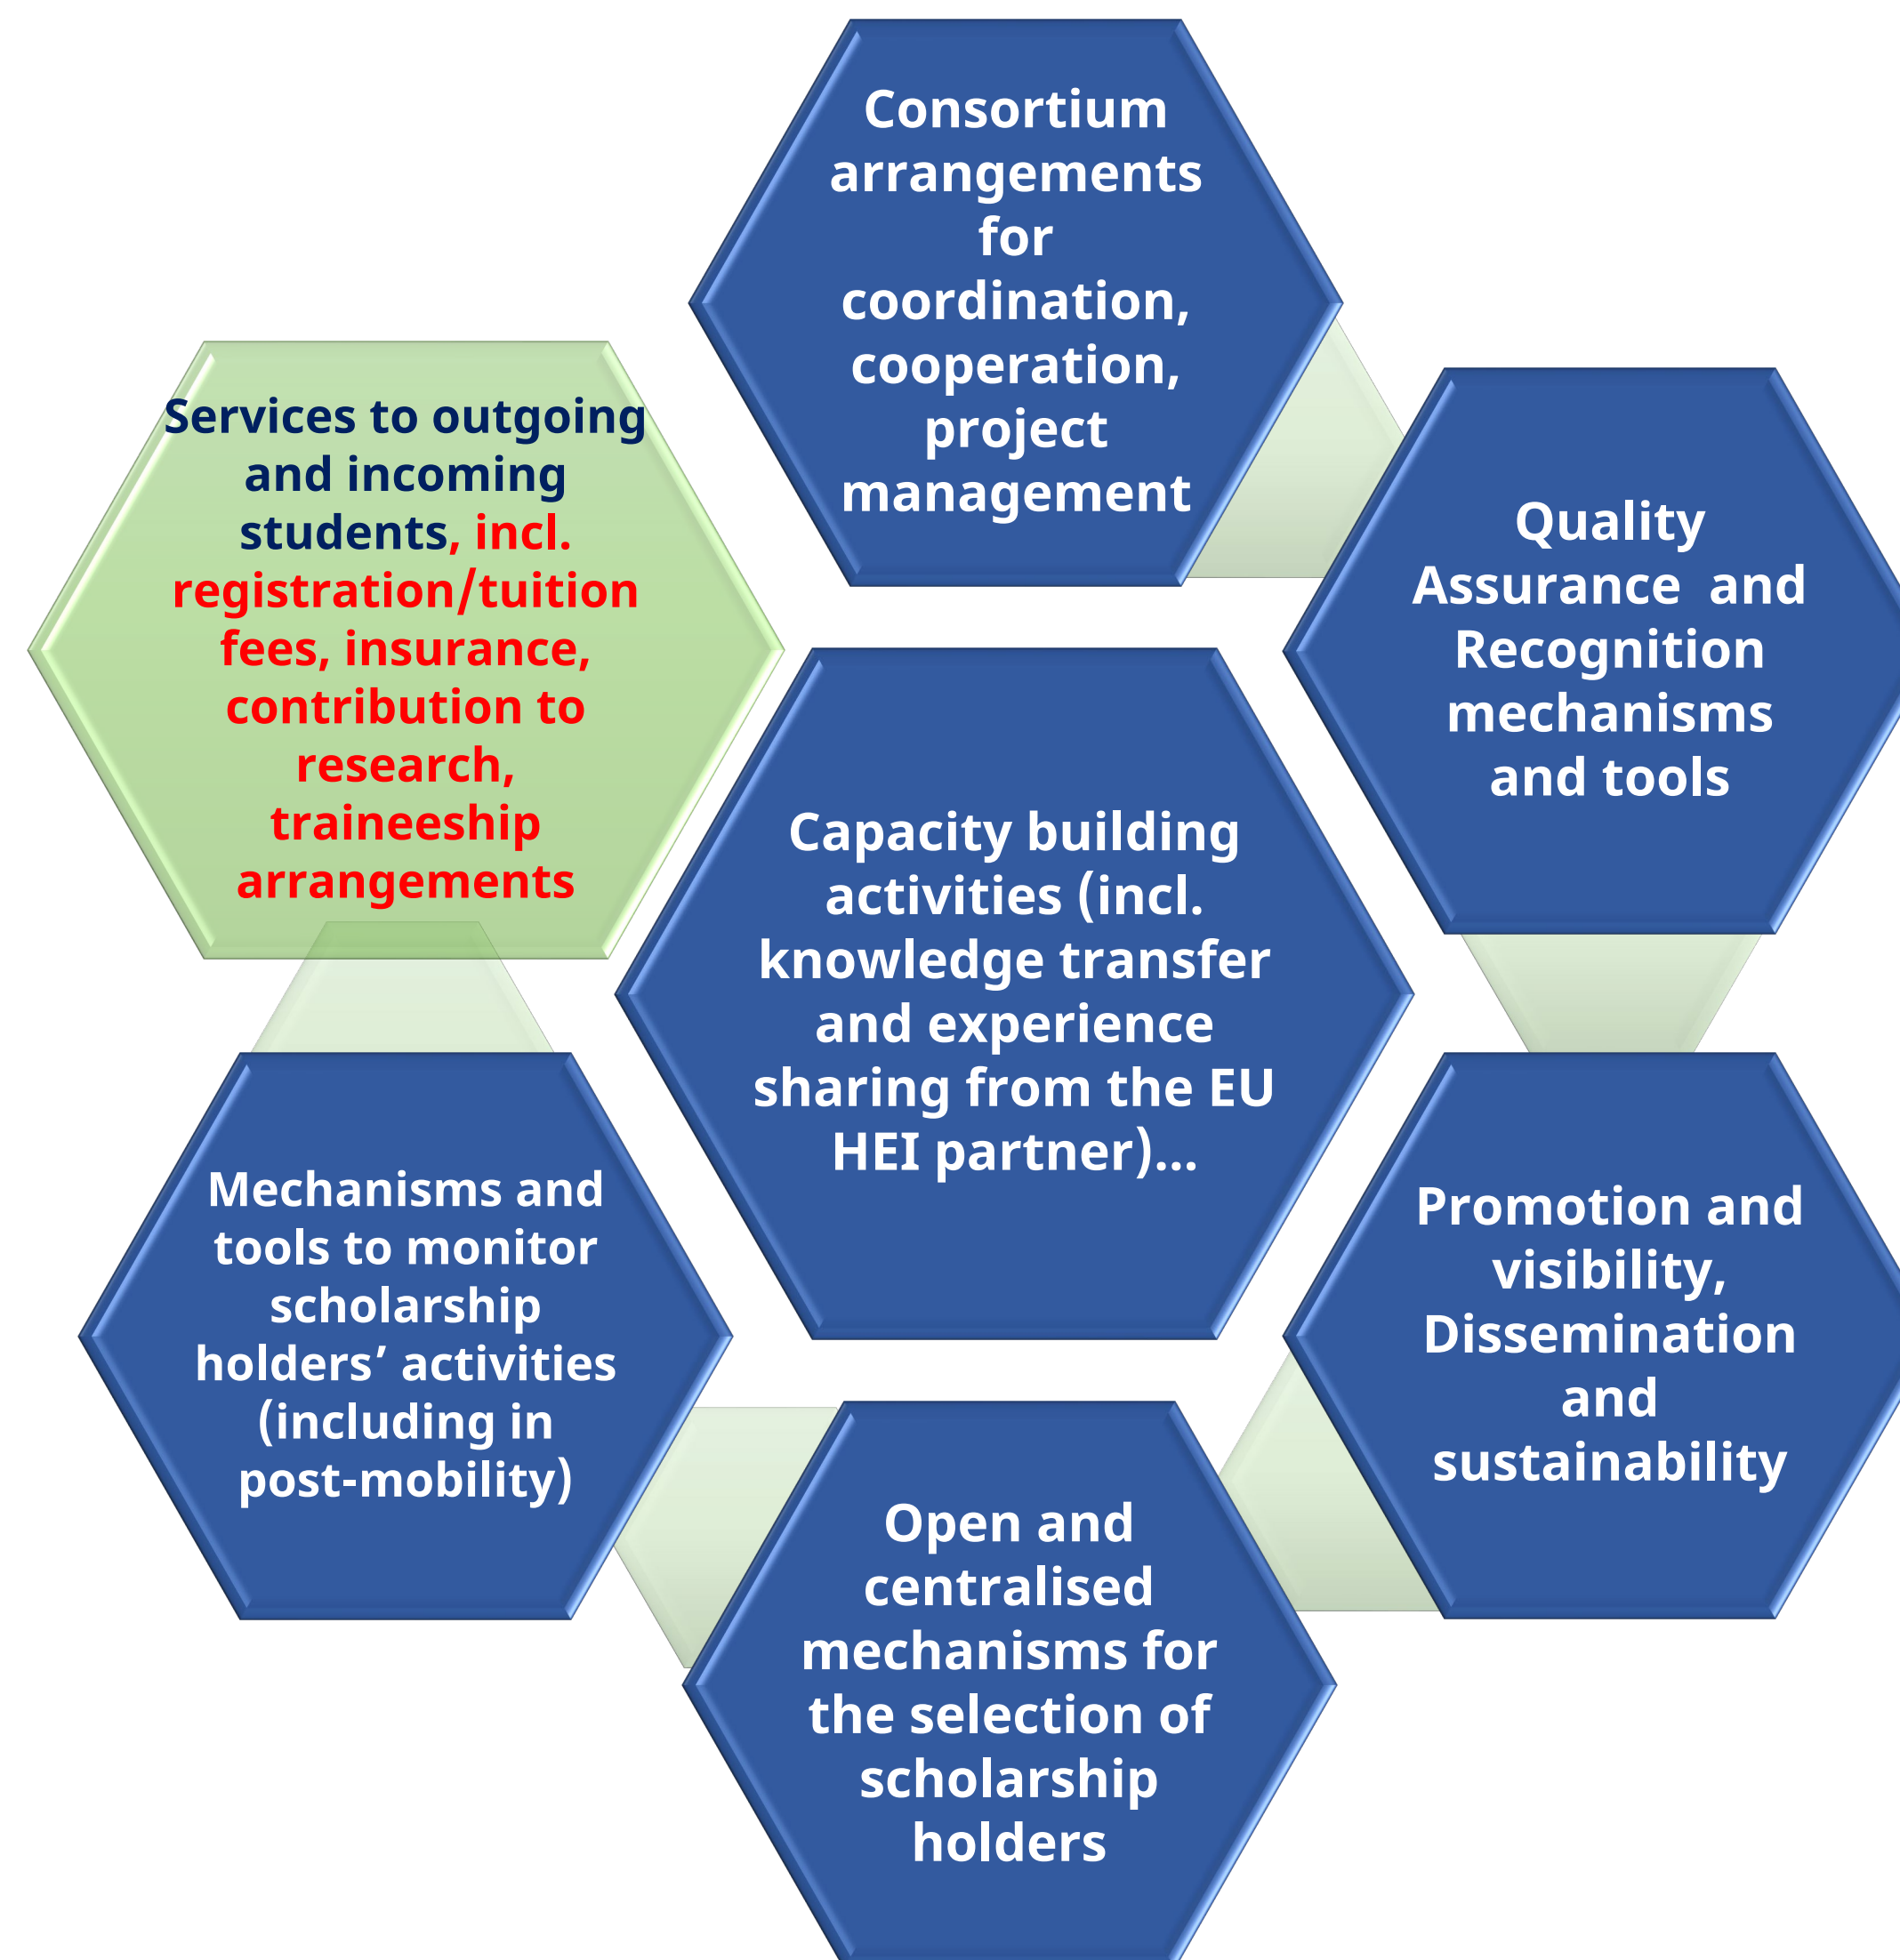 Consortium
arrangements
for
coordination,
cooperation,
project
management
Services to outgoing
and incoming
students, incl.
registration/tuition
fees, insurance,
contribution to
research,
traineeship
arrangements
Quality
Assurance  and
Recognition
mechanisms
and tools
Capacity building
activities (incl.
knowledge transfer
and experience
sharing from the EU
HEI partner)…
Mechanisms and
tools to monitor
scholarship
holders’ activities
(including in
post-mobility)
Promotion and
visibility,
Dissemination
and
sustainability
Open and
centralised
mechanisms for
the selection of
scholarship
holders